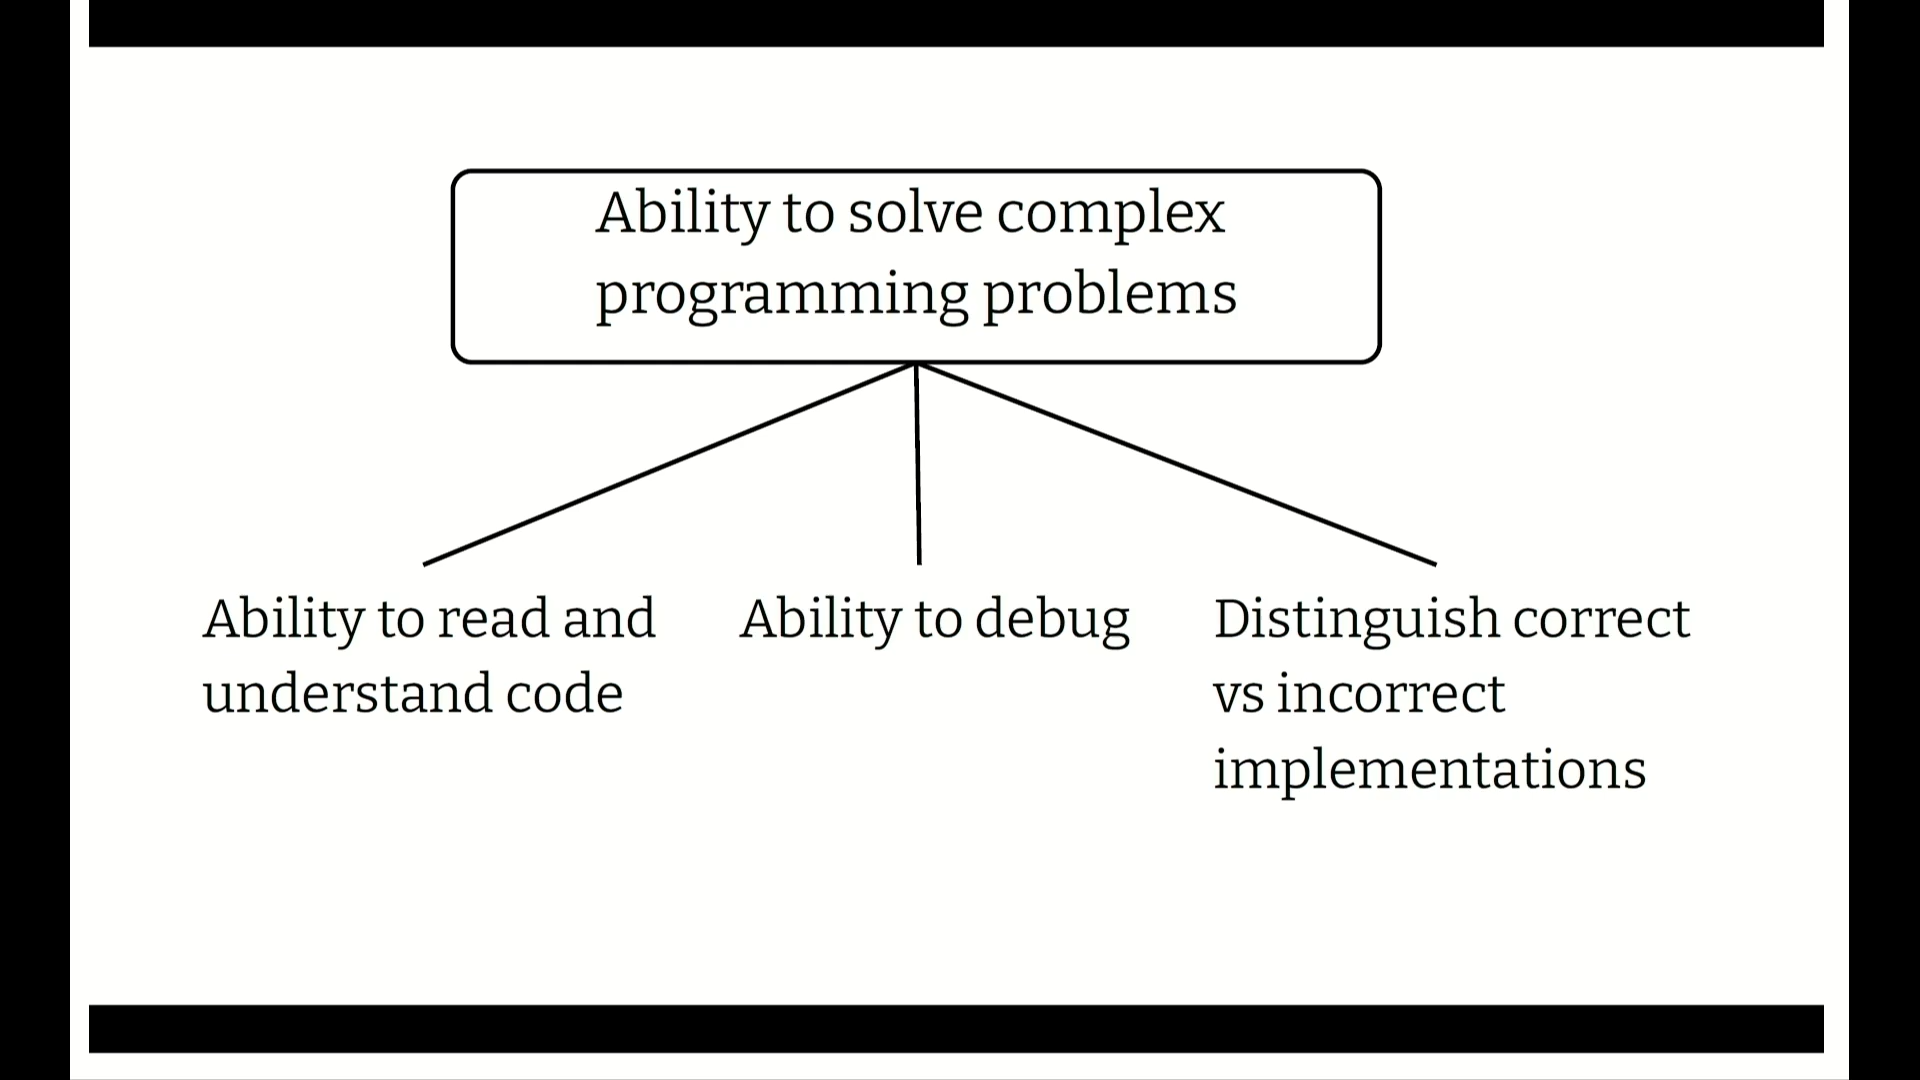 Ability to solve complex
programming problems
Ability to read and
understand code
Ability to debug
Distinguish correct
vs incorrect
implementations